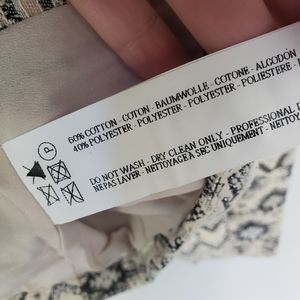 P
60% COTTON - COTON - BAUMWOLLE - COTONE - ALGODÓN
40% POLYESTER - POLYESTER - POLYESTER - POLIESTERE -
DO NOT WASH - DRY CLEAN ONLY - PROFESSIONAL
NE PAS LAVER - NETTOYAGE A SEC UNIQUEMENT - NETTOYAGE